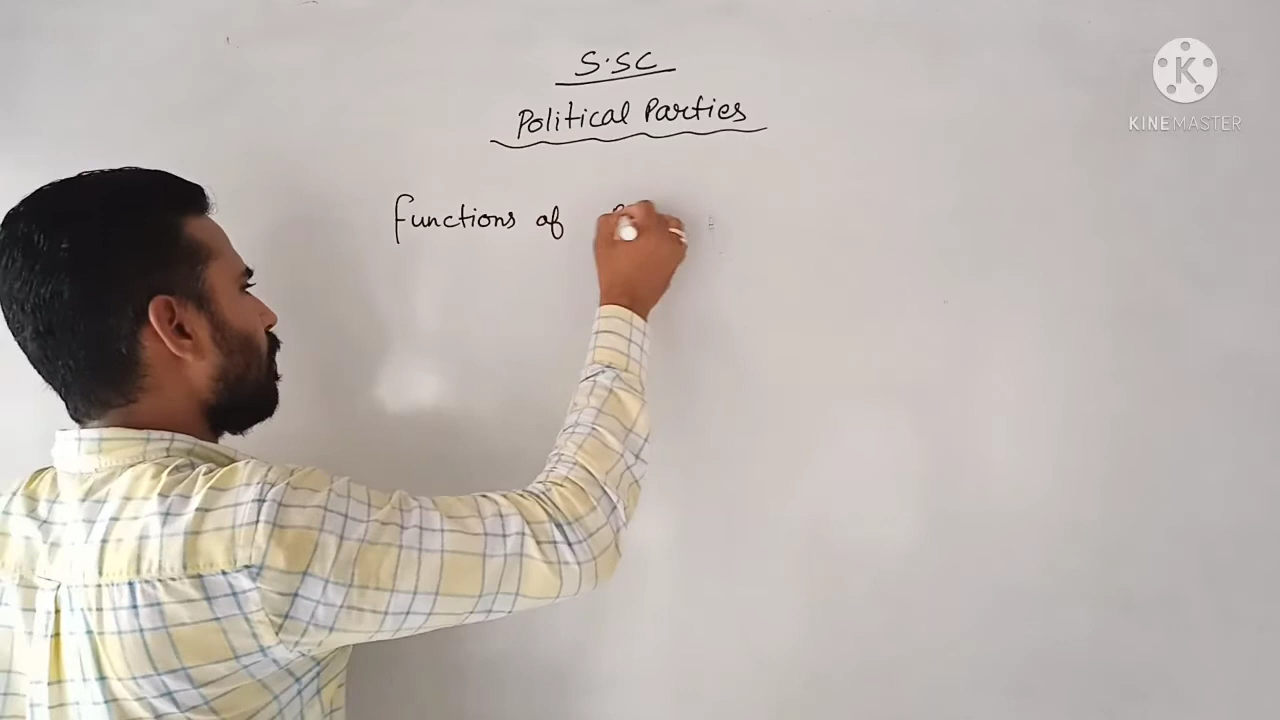 S.SC
Political Parties
Functions of
K
KINEMASTER